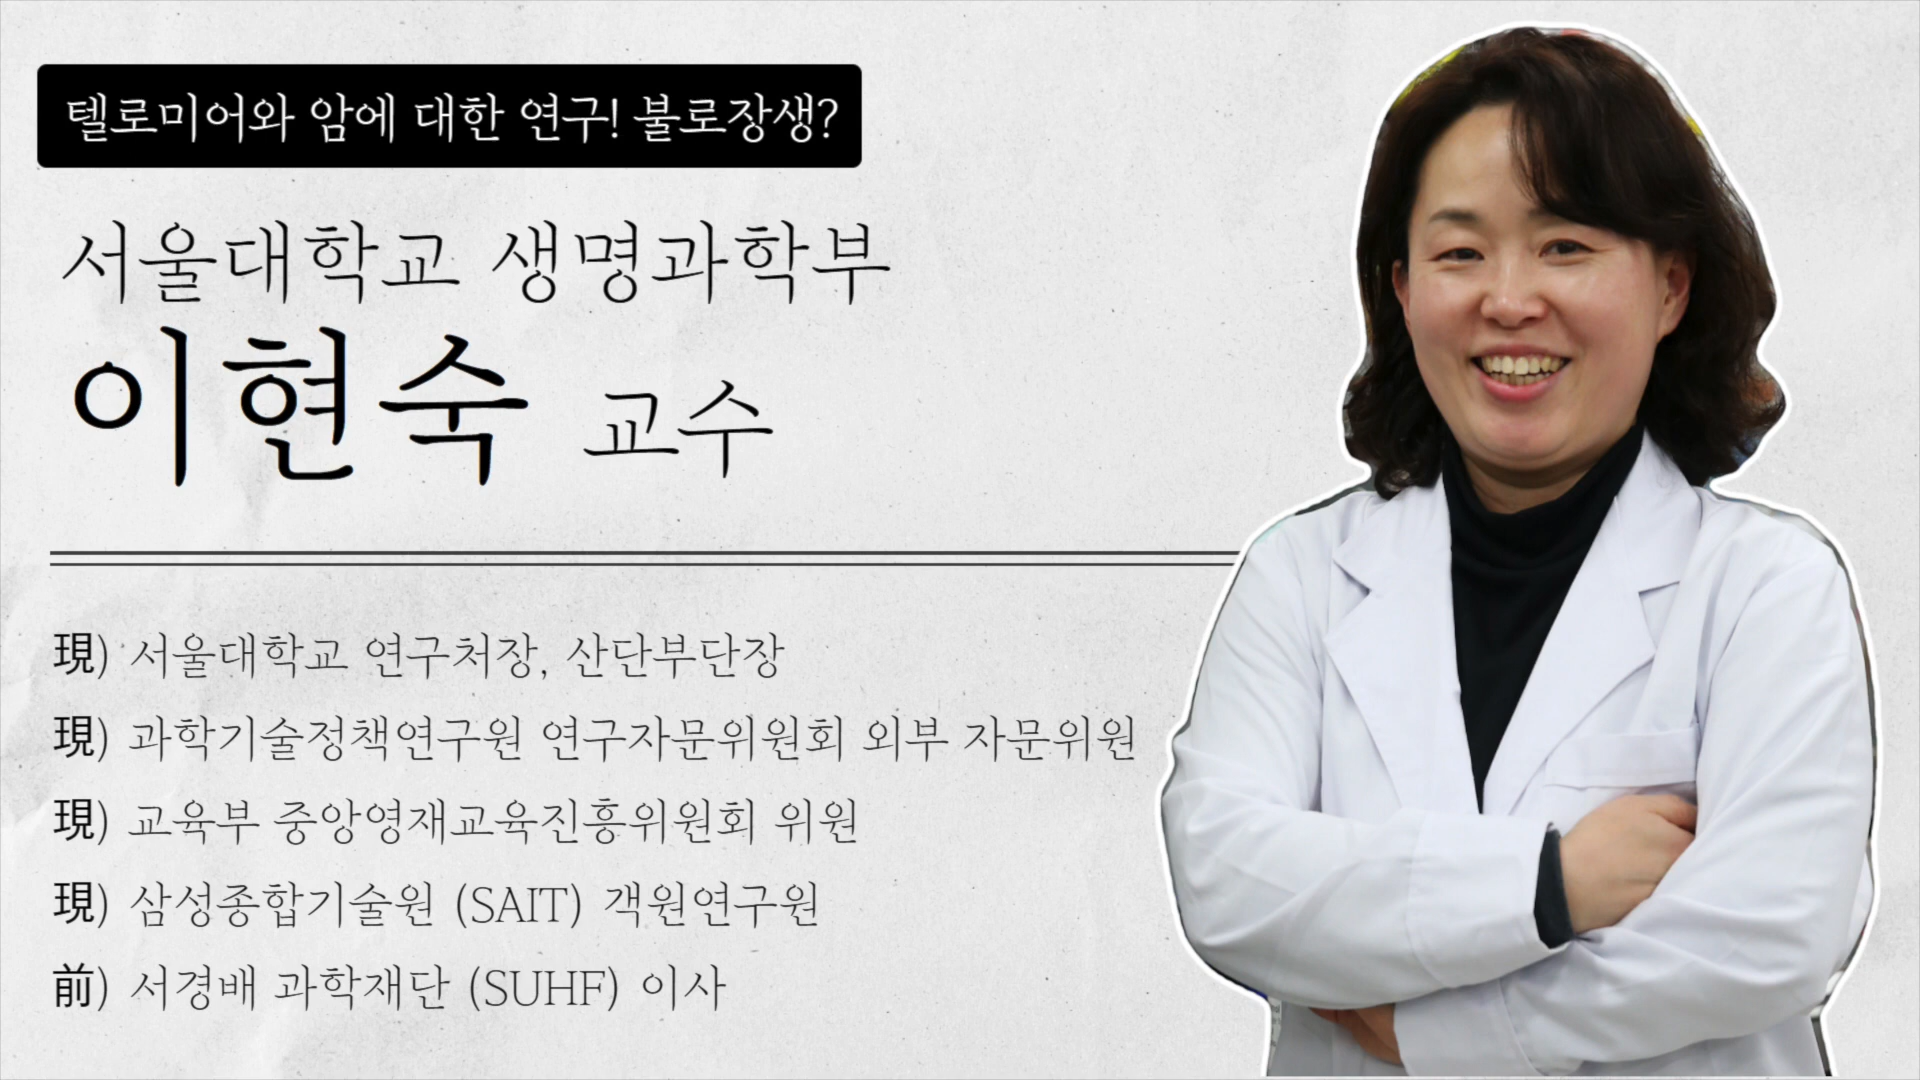 텔로미어와 암에 대한 연구! 불로장생?
서울대학교 생명과학부
이현숙 교수
現) 서울대학교 연구처장, 산단부단장
現) 과학기술정책연구원 연구자문위원회 외부 자문위원
現) 교육부 중앙영재교육진흥위원회 위원
現) 삼성종합기술원 (SAIT) 객원연구원
前) 서경배 과학재단 (SUHF) 이사